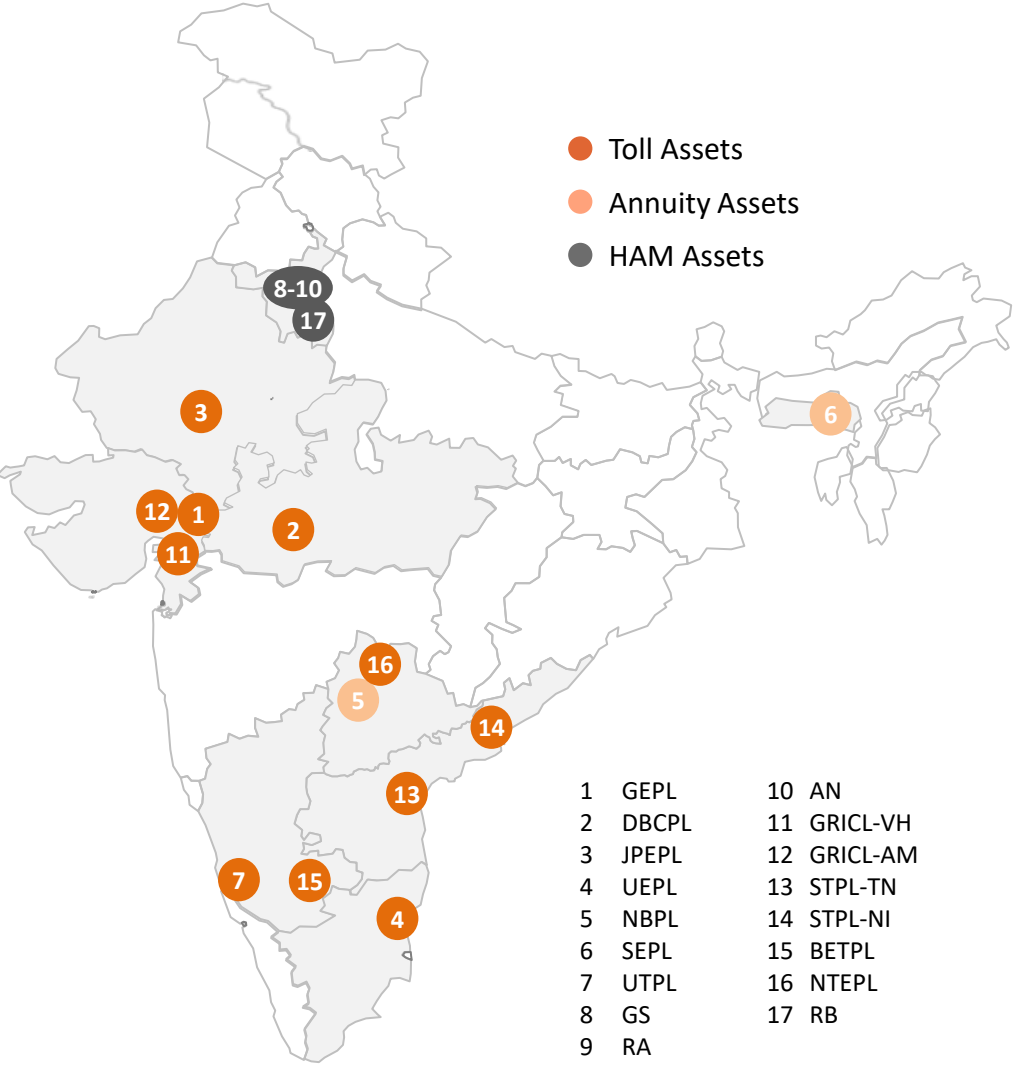 Toll Assets
Annuity Assets
HAM Assets
8-10
17
3
6
12
1
2
11
16
5
14
13
7
15
4
1 GEPL
2 DBCPL
3 JPEPL
4 UEPL
5 NBPL
6 SEPL
7 UTPL
8 GS
9 RA
10 AN
11 GRICL-VH
12 GRICL-AM
13 STPL-TN
14 STPL-NI
15 BETPL
16 NTEPL
17 RB